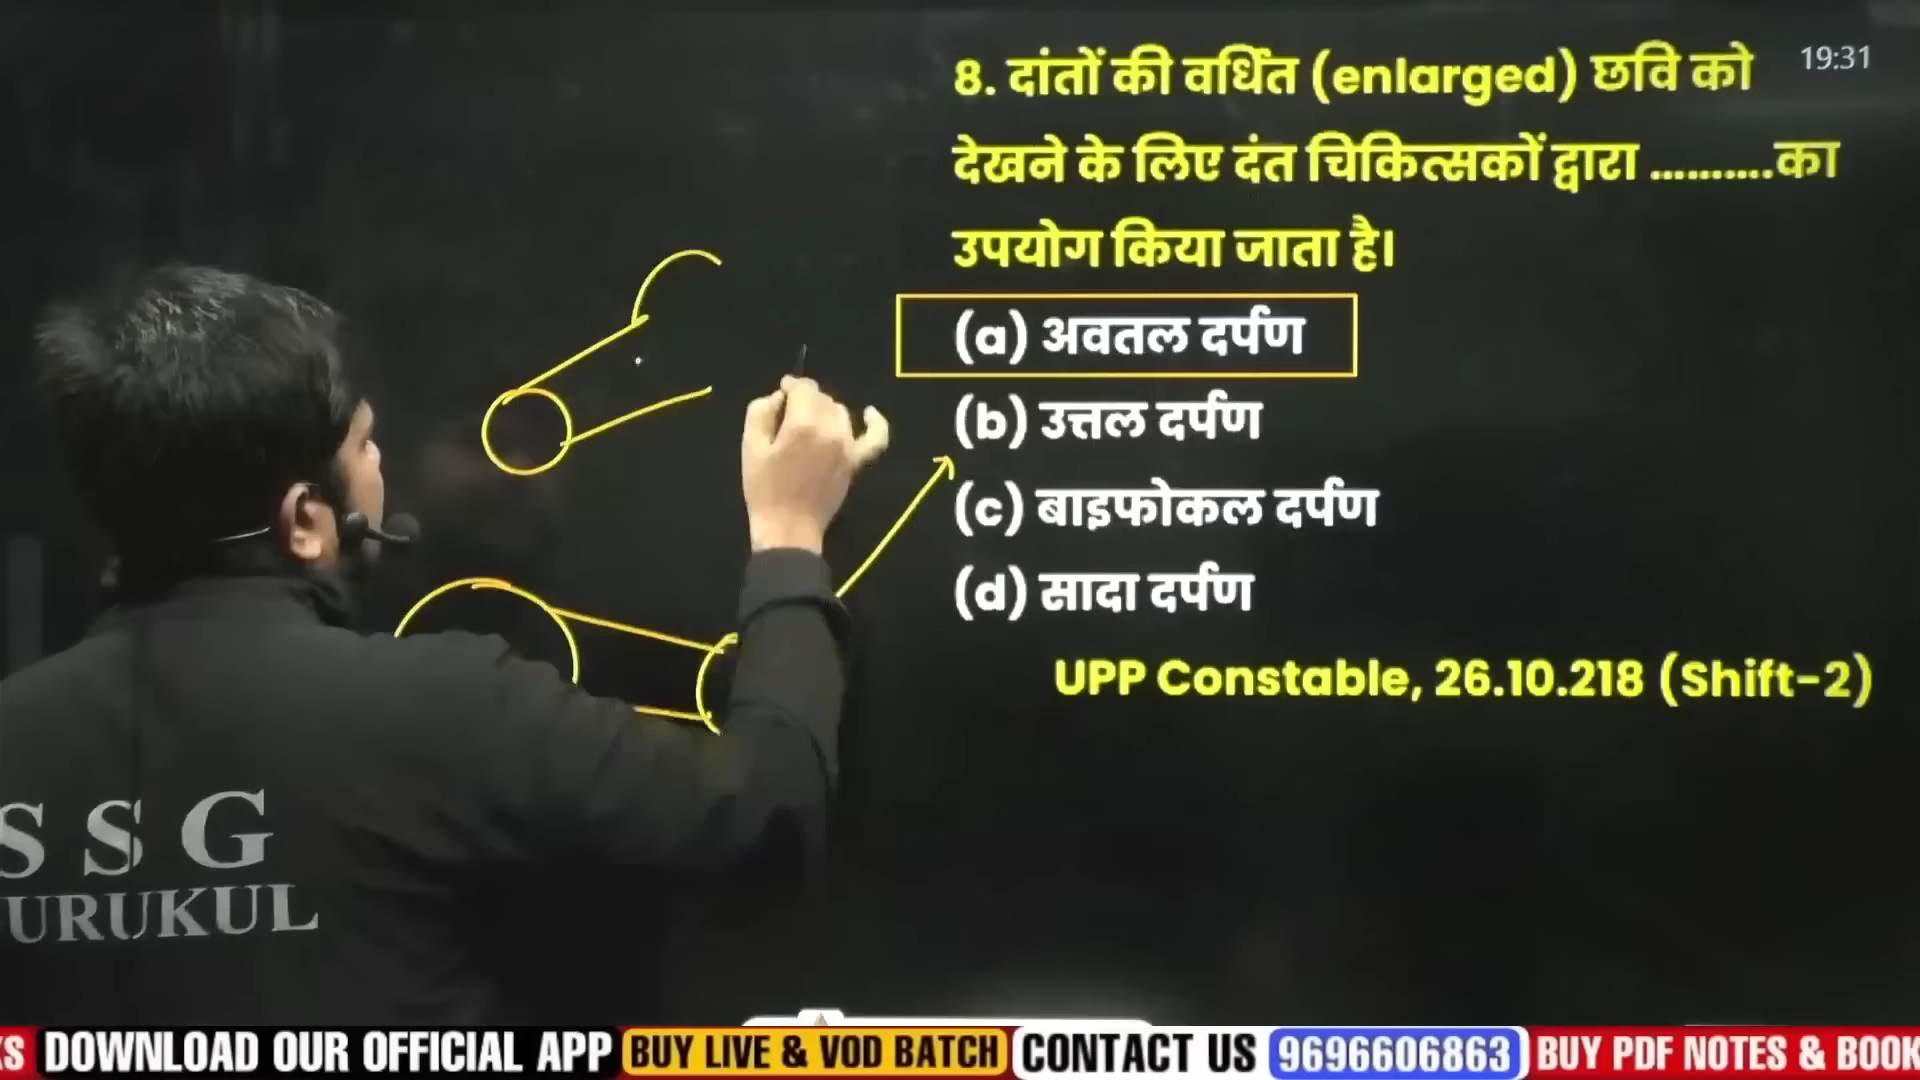 8. दांतों की वर्धित (enlarged) छवि को
19:31
देखने के लिए दंत चिकित्सकों द्वारा ..........का
उपयोग किया जाता है।
(a) अवतल दर्पण
(b) उत्तल दर्पण
(c) बाइफोकल दर्पण
(d) सादा दर्पण
UPP Constable, 26.10.218 (Shift-2)
SSG
URUKUL
KS DOWNLOAD OUR OFFICIAL APP BUY LIVE & VOD BATCH CONTACT US 9696606863 BUY PDF NOTES & BOOK